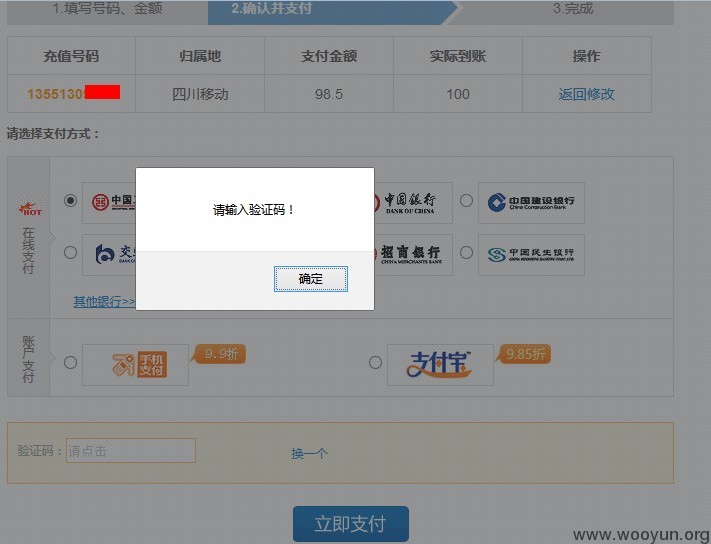 1.填写号码、金额 2.确认并支付 3.完成
充值号码 归属地 支付金额 实际到账 操作
1355130 四川移动 98.5 100 返回修改
请选择支付方式：
HOT
在线支付
中国工
中国银行
BANK OF CHINA
中国建设银行
China Construction Bank
请输入验证码！
确定
交
BANK OF
招商银行
CHINA MERCHANTS BANK
中国民生银行
CHINA MINSHENG BANKING CORP.,LTD.
其他银行>>
账户支付
手机支付
9.9折
支付宝
9.85折
验证码：请点击 换一个
立即支付
www.wooyun.org